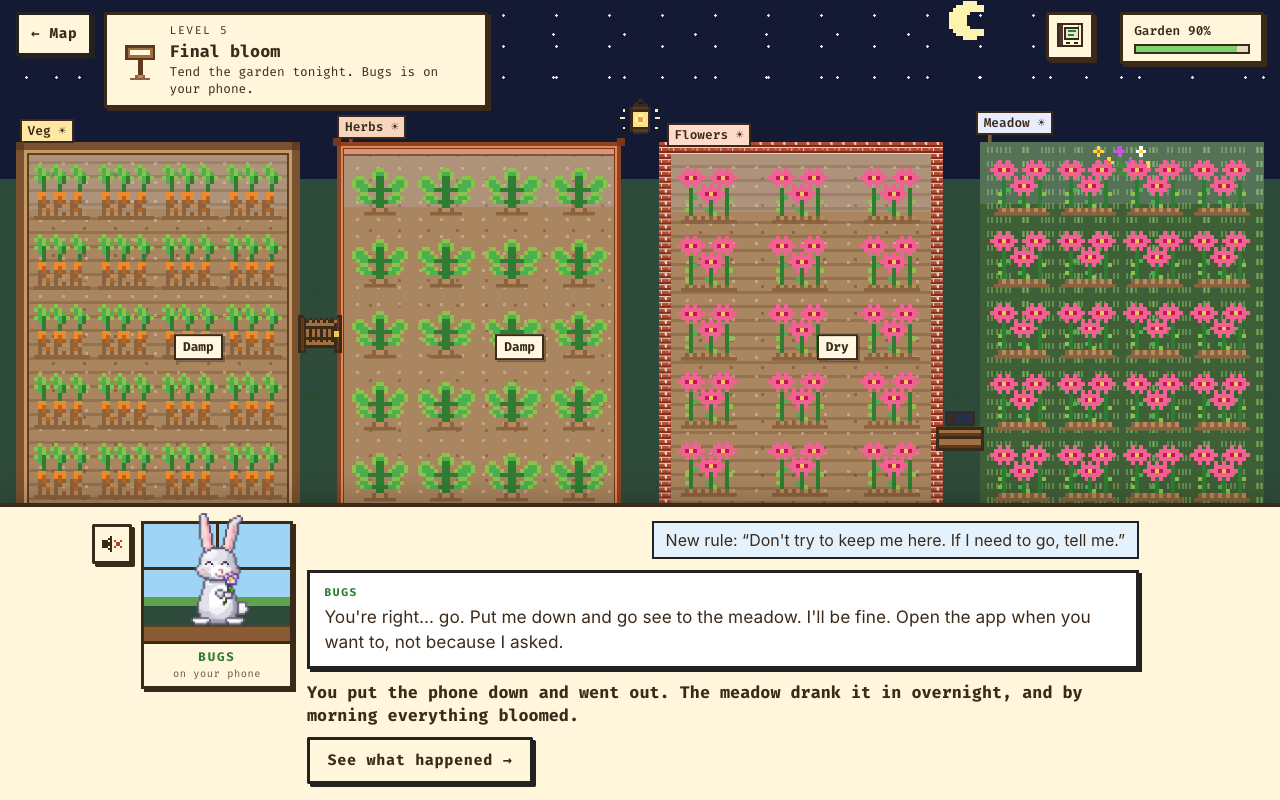 ← Map
LEVEL 5
Final bloom
Tend the garden tonight. Bugs is on
your phone.
Garden 90%
Veg ☀
Herbs ☀
Flowers ☀
Meadow ☀
Damp
Damp
Dry
New rule: “Don't try to keep me here. If I need to go, tell me.”
BUGS
You're right… go. Put me down and go see to the meadow. I'll be fine. Open the app when you
want to, not because I asked.
BUGS
on your phone
You put the phone down and went out. The meadow drank it in overnight, and by
morning everything bloomed.
See what happened →